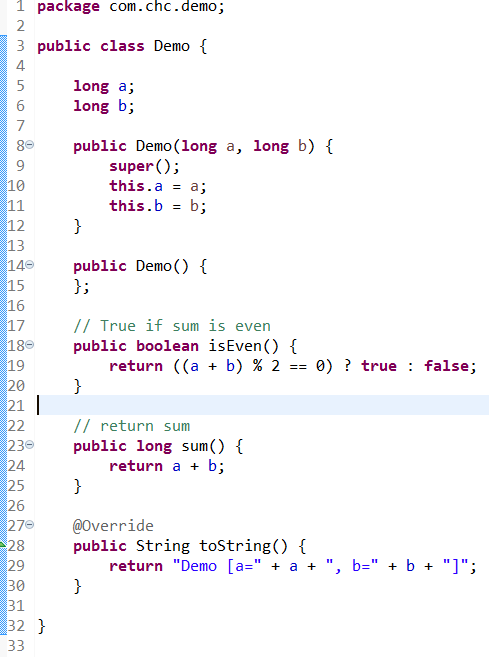 1 package com.chc.demo;
2
3 public class Demo {
4
5     long a;
6     long b;
7
8     public Demo(long a, long b) {
9         super();
10         this.a = a;
11         this.b = b;
12     }
13
14     public Demo() {
15     };
16
17     // True if sum is even
18     public boolean isEven() {
19         return ((a + b) % 2 == 0) ? true : false;
20     }
21
22     // return sum
23     public long sum() {
24         return a + b;
25     }
26
27     @Override
28     public String toString() {
29         return "Demo [a=" + a + ", b=" + b + "]";
30     }
31
32 }
33